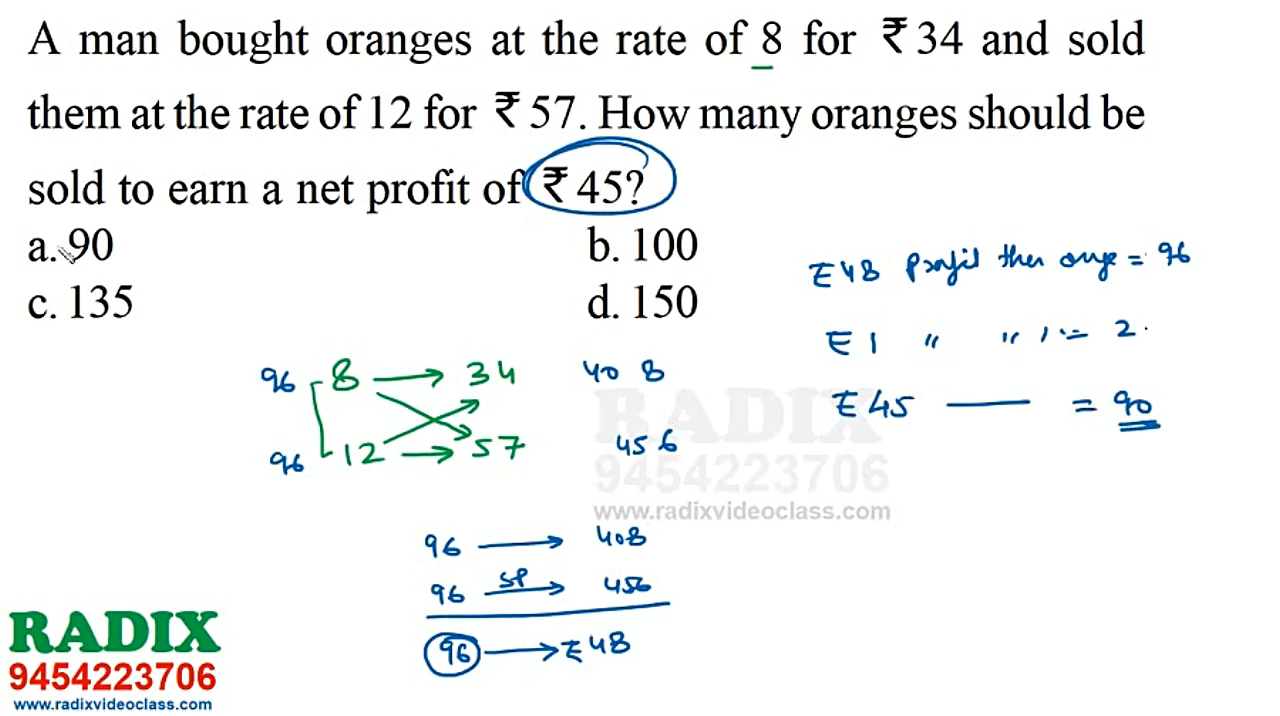 A man bought oranges at the rate of 8 for ₹ 34 and sold
them at the rate of 12 for ₹ 57. How many oranges should be
sold to earn a net profit of ₹ 45?
a. 90 b. 100
c. 135 d. 150
₹ 48 Profit then orange = 96
₹ 1 " " " = 2
₹ 45 —— = 90
96 8 → 34 408
96 12 → 57 456
RADIX
9454223706
www.radixvideoclass.com
96 → 408
96 SP → 456
96 → ₹ 48
RADIX
9454223706
www.radixvideoclass.com